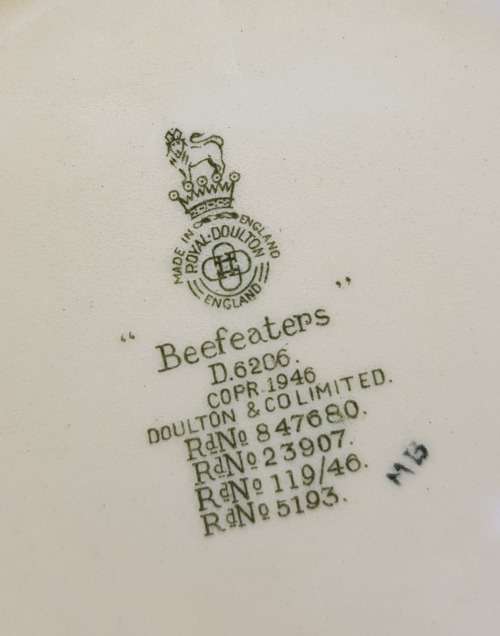 MADE IN ENGLAND
ROYAL·DOULTON
ENGLAND
"Beefeaters"
D.6206.
COPR.1946
DOULTON & CO LIMITED.
RdNo 847680.
RdNo 23907.
RdNo 119/46.
RdNo 5193.
MB